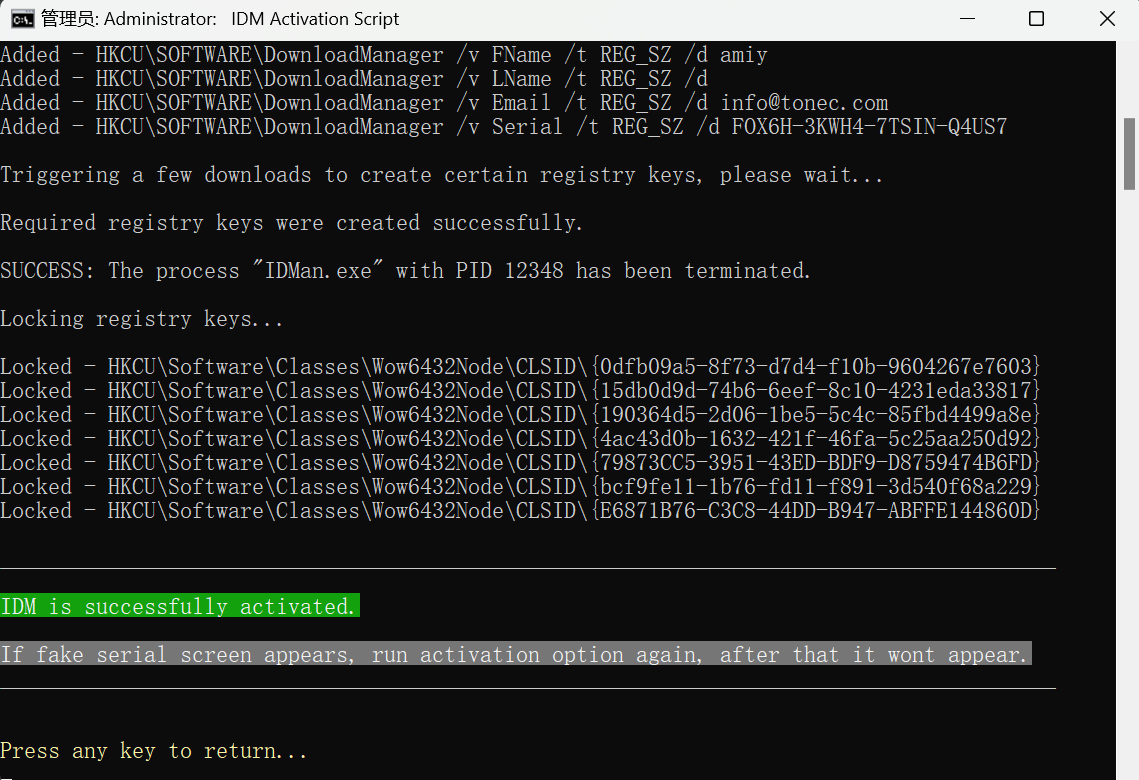 管理员: Administrator: IDM Activation Script
Added - HKCU\SOFTWARE\DownloadManager /v FName /t REG_SZ /d amiy
Added - HKCU\SOFTWARE\DownloadManager /v LName /t REG_SZ /d
Added - HKCU\SOFTWARE\DownloadManager /v Email /t REG_SZ /d info@tonec.com
Added - HKCU\SOFTWARE\DownloadManager /v Serial /t REG_SZ /d FOX6H-3KWH4-7TSIN-Q4US7
Triggering a few downloads to create certain registry keys, please wait...
Required registry keys were created successfully.
SUCCESS: The process "IDMan.exe" with PID 12348 has been terminated.
Locking registry keys...
Locked - HKCU\Software\Classes\Wow6432Node\CLSID\{0dfb09a5-8f73-d7d4-f10b-9604267e7603}
Locked - HKCU\Software\Classes\Wow6432Node\CLSID\{15db0d9d-74b6-6eef-8c10-4231eda33817}
Locked - HKCU\Software\Classes\Wow6432Node\CLSID\{190364d5-2d06-1be5-5c4c-85fbd4499a8e}
Locked - HKCU\Software\Classes\Wow6432Node\CLSID\{4ac43d0b-1632-421f-46fa-5c25aa250d92}
Locked - HKCU\Software\Classes\Wow6432Node\CLSID\{79873CC5-3951-43ED-BDF9-D8759474B6FD}
Locked - HKCU\Software\Classes\Wow6432Node\CLSID\{bcf9fe11-1b76-fd11-f891-3d540f68a229}
Locked - HKCU\Software\Classes\Wow6432Node\CLSID\{E6871B76-C3C8-44DD-B947-ABFFE144860D}
IDM is successfully activated.
If fake serial screen appears, run activation option again, after that it wont appear.
Press any key to return...